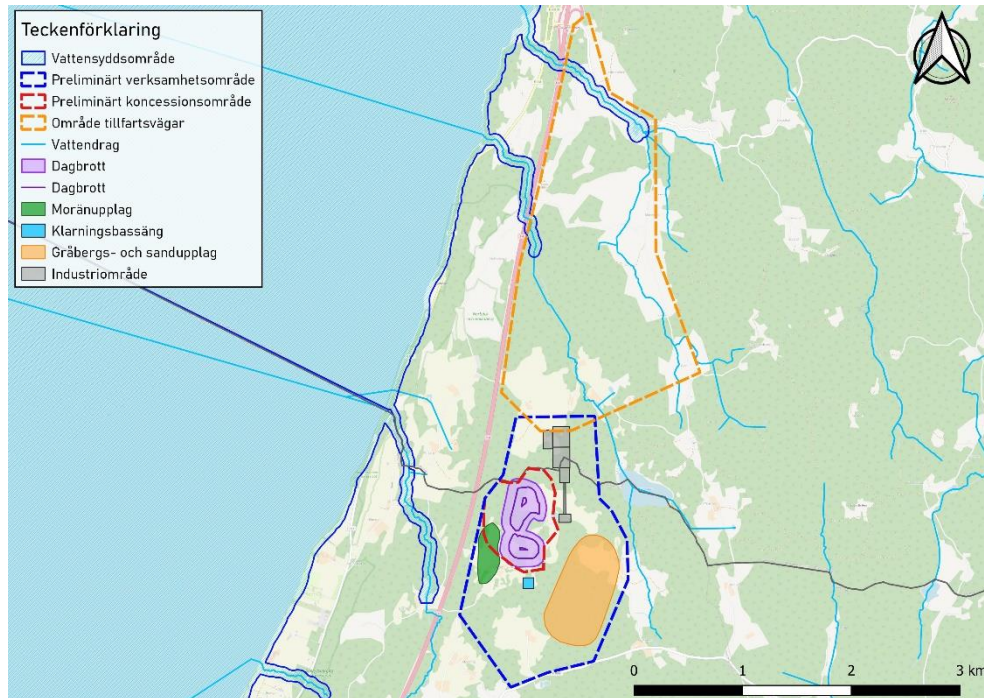 Teckenförklaring
Vattensyddsområde
Preliminärt verksamhetsområde
Preliminärt koncessionsområde
Område tillfartsvägar
Vattendrag
Dagbrott
Dagbrott
Moränupplag
Klarningsbassäng
Gråbergs- och sandupplag
Industriområde
0 1 2 3 km